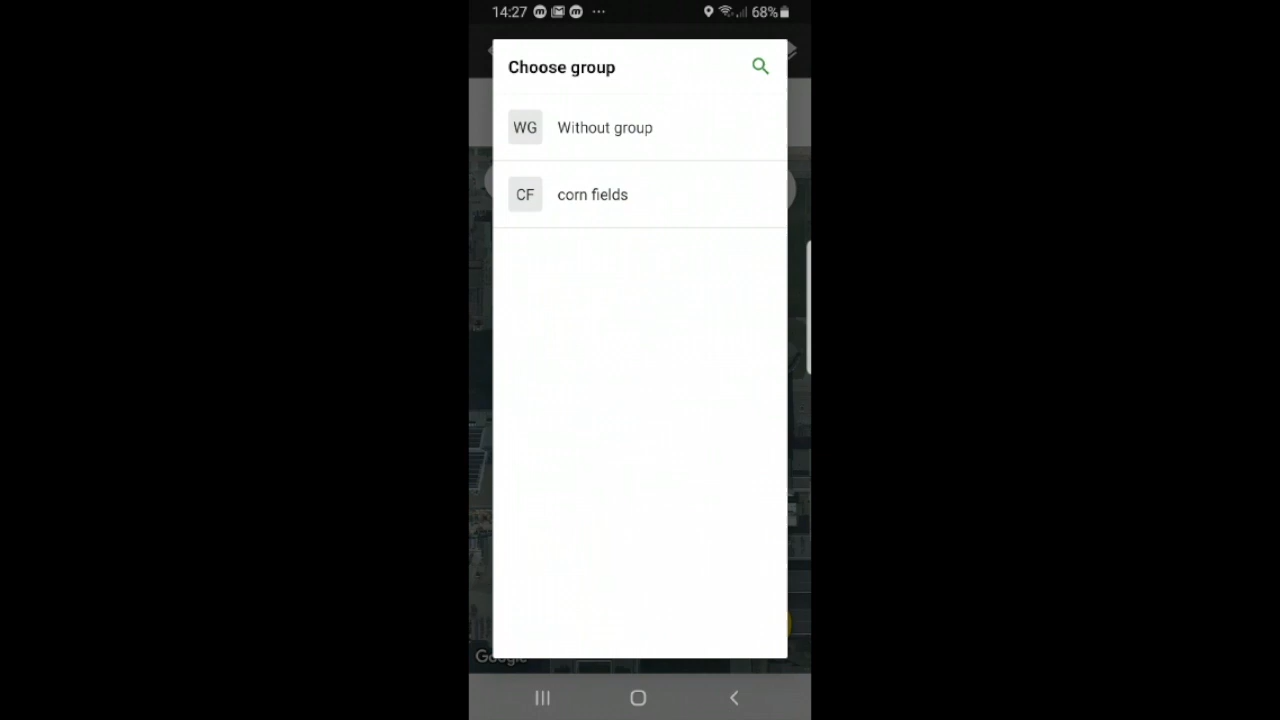 14:27 68%
Choose group
WG Without group
CF corn fields
Google